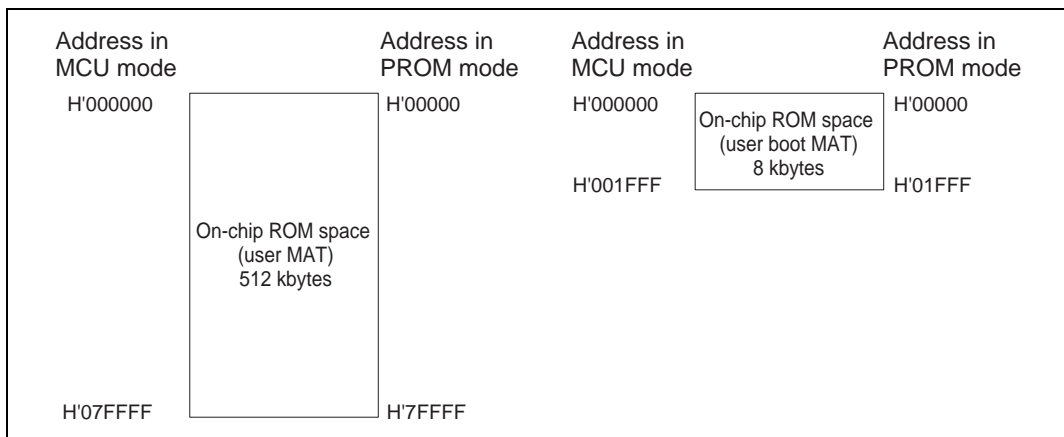 Address in
MCU mode
Address in
PROM mode
H'000000
H'00000
On-chip ROM space
(user MAT)
512 kbytes
H'07FFFF
H'7FFFF
Address in
MCU mode
Address in
PROM mode
H'000000
H'00000
On-chip ROM space
(user boot MAT)
8 kbytes
H'001FFF
H'01FFF